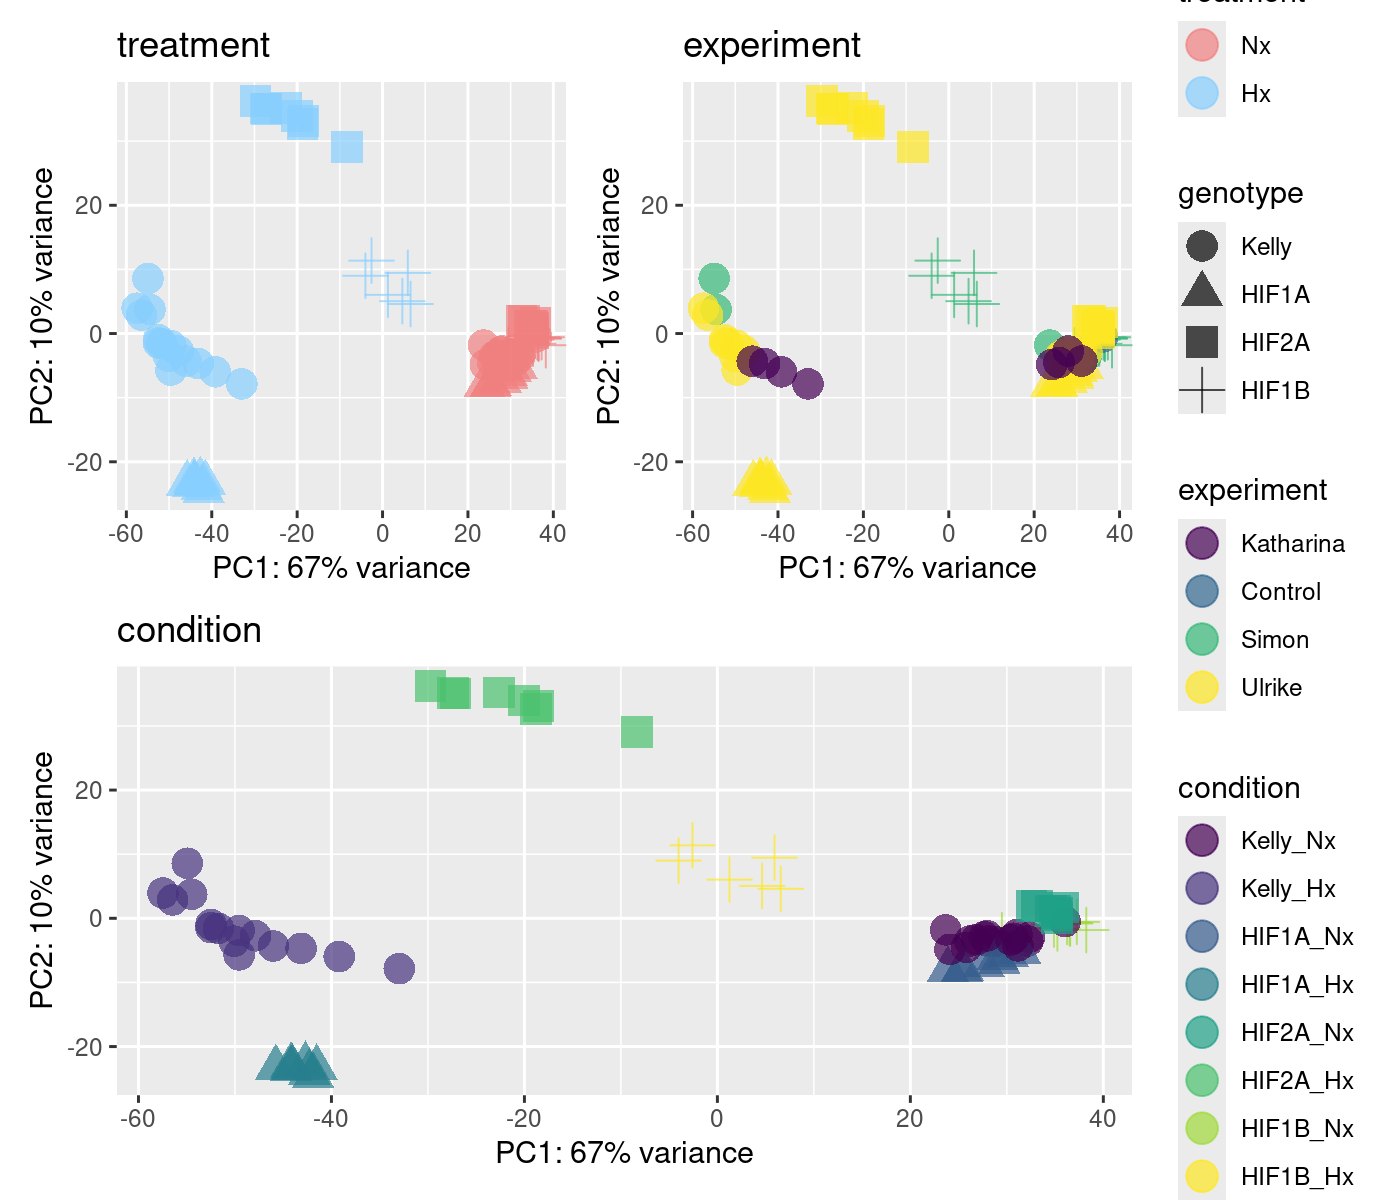 treatment
experiment
PC2: 10% variance
20
0
-20
-60
-40
-20
0
20
40
PC1: 67% variance
PC2: 10% variance
20
0
-20
-60
-40
-20
0
20
40
PC1: 67% variance
condition
PC2: 10% variance
20
0
-20
-60
-40
-20
0
20
40
PC1: 67% variance
treatment
Nx
Hx
genotype
Kelly
HIF1A
HIF2A
HIF1B
experiment
Katharina
Control
Simon
Ulrike
condition
Kelly_Nx
Kelly_Hx
HIF1A_Nx
HIF1A_Hx
HIF2A_Nx
HIF2A_Hx
HIF1B_Nx
HIF1B_Hx